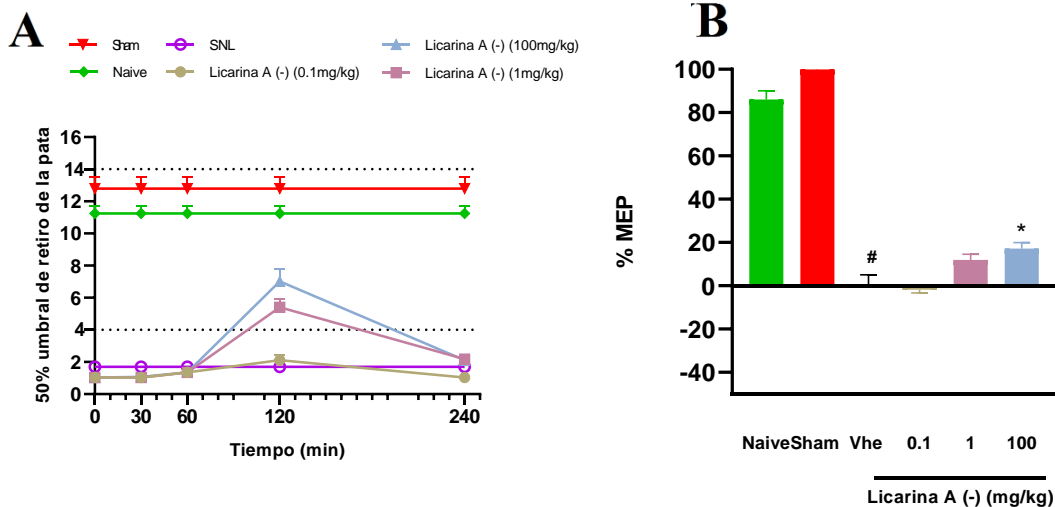 A
Sham
SNL
Licarina A (-) (100mg/kg)
Naive
Licarina A (-) (0.1mg/kg)
Licarina A (-) (1mg/kg)
50% umbral de retiro de la pata
16
14
12
10
8
6
4
2
0
0 30 60 120 240
Tiempo (min)
B
% MEP
100
80
60
40
20
0
-20
-40
#
*
Naive Sham Vhe 0.1 1 100
Licarina A (-) (mg/kg)